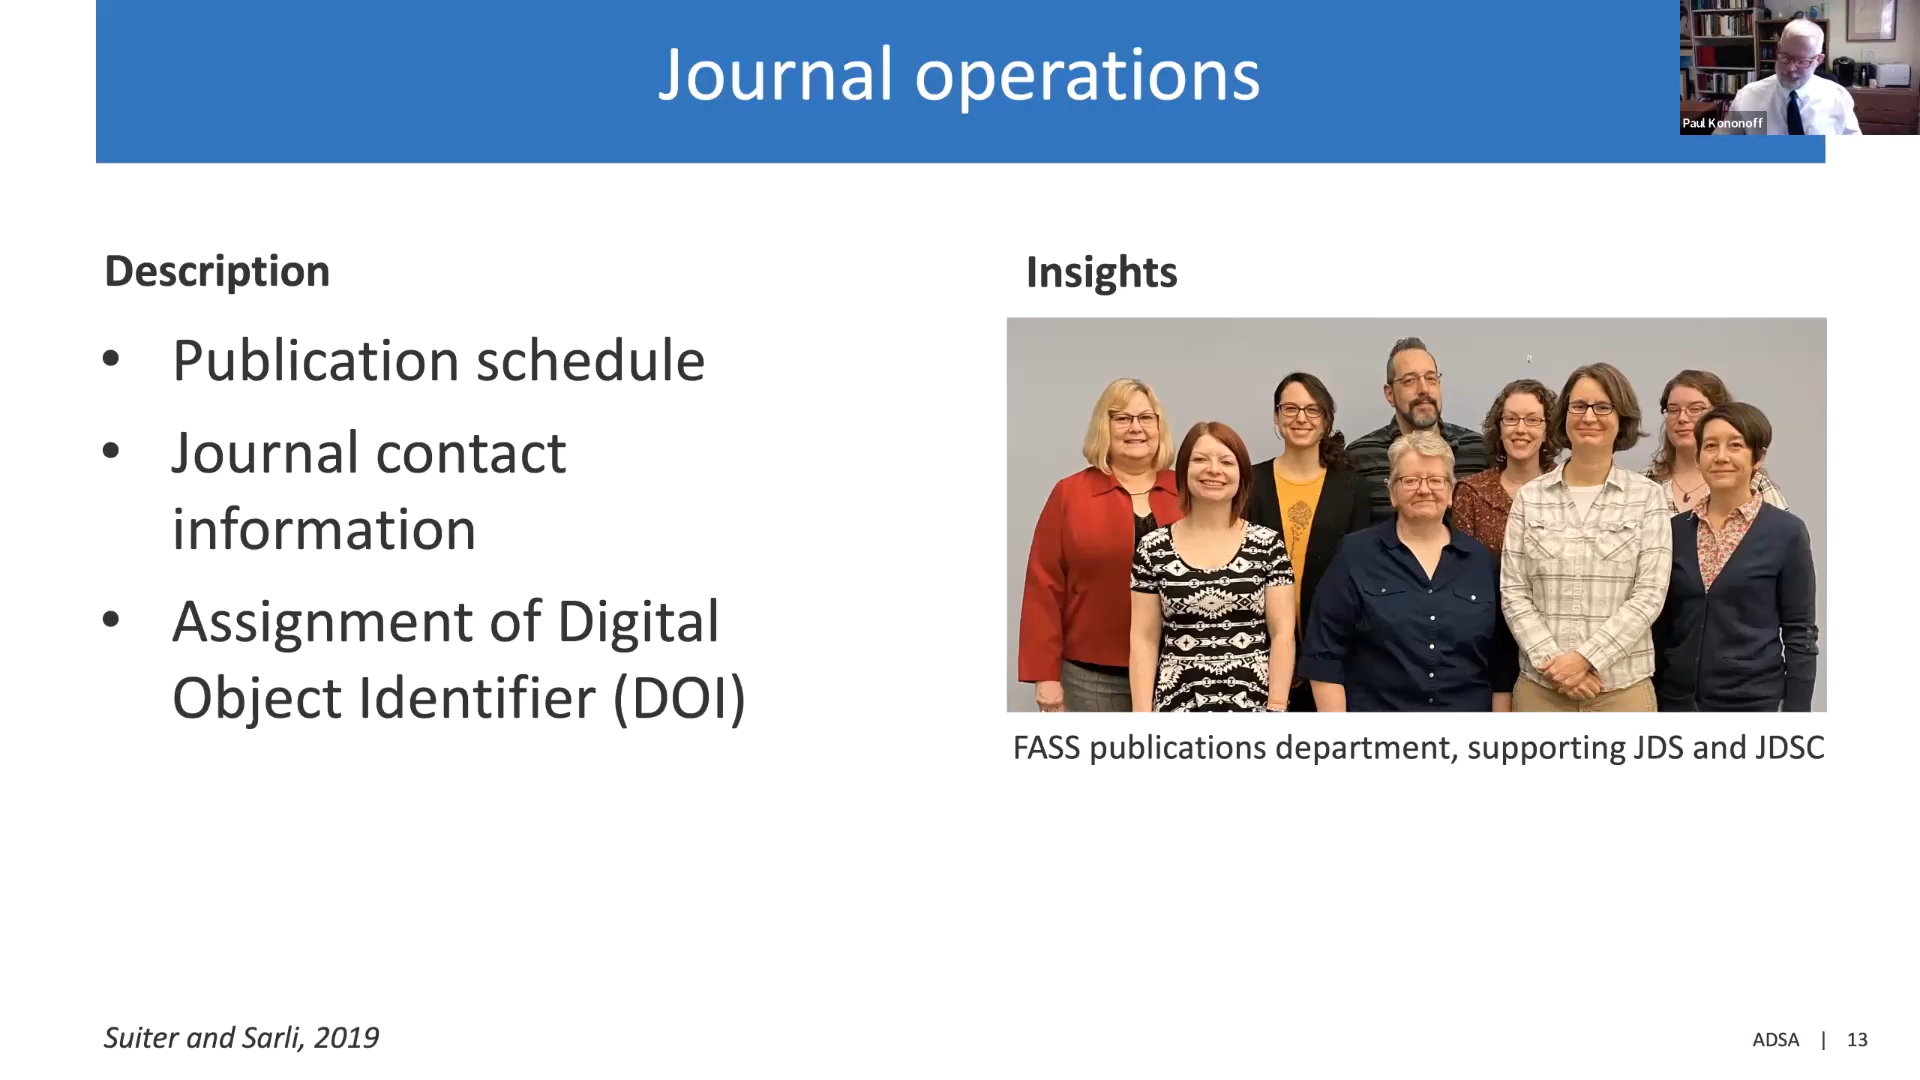 Journal operations
Paul Kononoff
Description
• Publication schedule
• Journal contact
information
• Assignment of Digital
Object Identifier (DOI)
Insights
FASS publications department, supporting JDS and JDSC
Suiter and Sarli, 2019
ADSA | 13